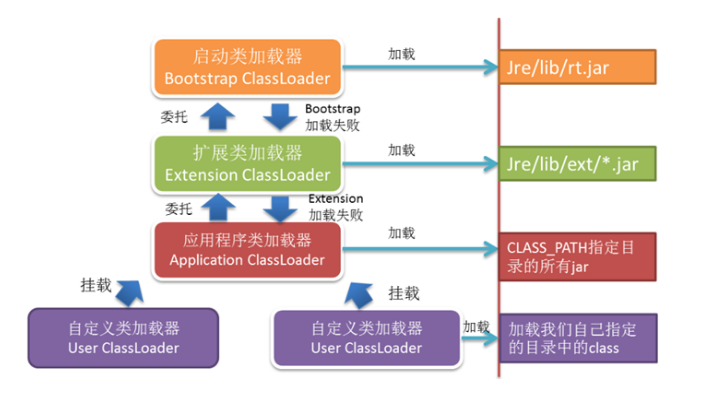 启动类加载器
Bootstrap ClassLoader
加载
Jre/lib/rt.jar
委托
Bootstrap
加载失败
扩展类加载器
Extension ClassLoader
加载
Jre/lib/ext/*.jar
委托
Extension
加载失败
应用程序类加载器
Application ClassLoader
加载
CLASS_PATH指定目
录的所有jar
挂载
挂载
自定义类加载器
User ClassLoader
自定义类加载器
User ClassLoader
加载
加载我们自己指定
的目录中的class